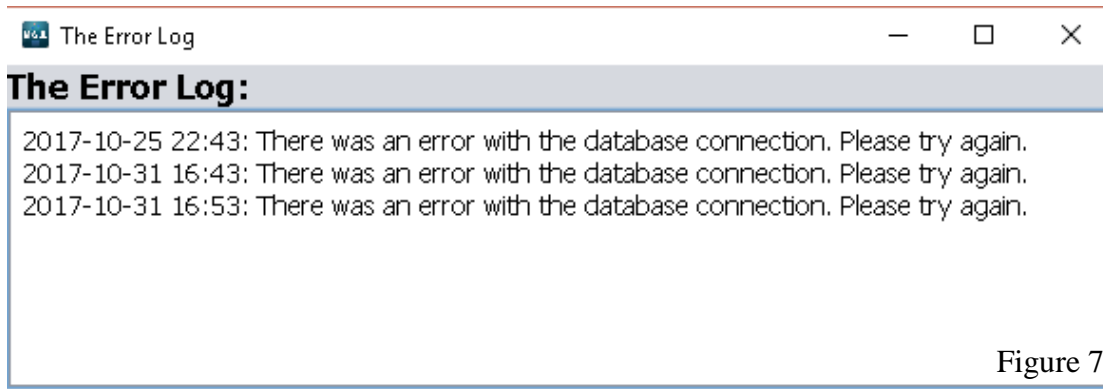 The Error Log
The Error Log:
2017-10-25 22:43: There was an error with the database connection. Please try again.
2017-10-31 16:43: There was an error with the database connection. Please try again.
2017-10-31 16:53: There was an error with the database connection. Please try again.
Figure 7